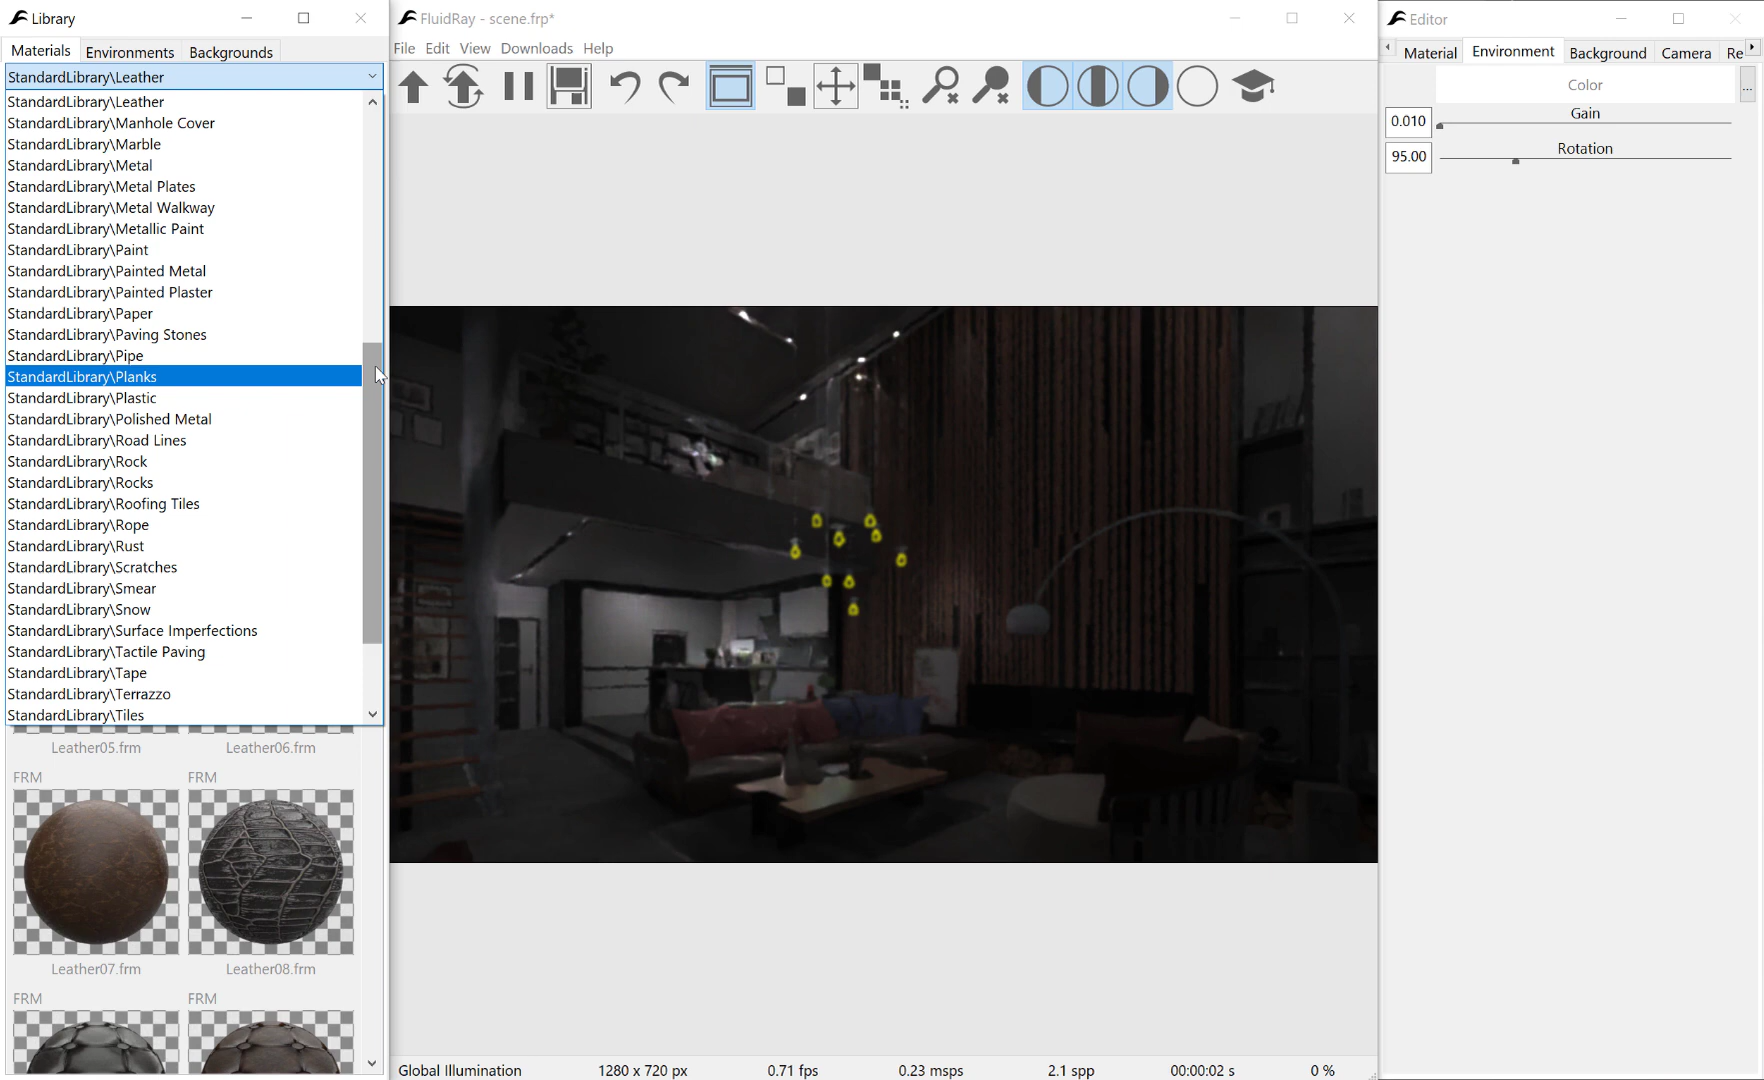 Library
Materials
Environments
Backgrounds
StandardLibrary\Leather
StandardLibrary\Leather
StandardLibrary\Manhole Cover
StandardLibrary\Marble
StandardLibrary\Metal
StandardLibrary\Metal Plates
StandardLibrary\Metal Walkway
StandardLibrary\Metallic Paint
StandardLibrary\Paint
StandardLibrary\Painted Metal
StandardLibrary\Painted Plaster
StandardLibrary\Paper
StandardLibrary\Paving Stones
StandardLibrary\Pipe
StandardLibrary\Planks
StandardLibrary\Plastic
StandardLibrary\Polished Metal
StandardLibrary\Road Lines
StandardLibrary\Rock
StandardLibrary\Rocks
StandardLibrary\Roofing Tiles
StandardLibrary\Rope
StandardLibrary\Rust
StandardLibrary\Scratches
StandardLibrary\Smear
StandardLibrary\Snow
StandardLibrary\Surface Imperfections
StandardLibrary\Tactile Paving
StandardLibrary\Tape
StandardLibrary\Terrazzo
StandardLibrary\Tiles
Leather05.frm
Leather06.frm
FRM
FRM
Leather07.frm
Leather08.frm
FRM
FRM
FluidRay - scene.frp*
File Edit View Downloads Help
Global Illumination
1280 x 720 px
0.71 fps
0.23 msps
2.1 spp
00:00:02 s
0 %
Editor
Material
Environment
Background
Camera
Re
Color
...
Gain
0.010
Rotation
95.00